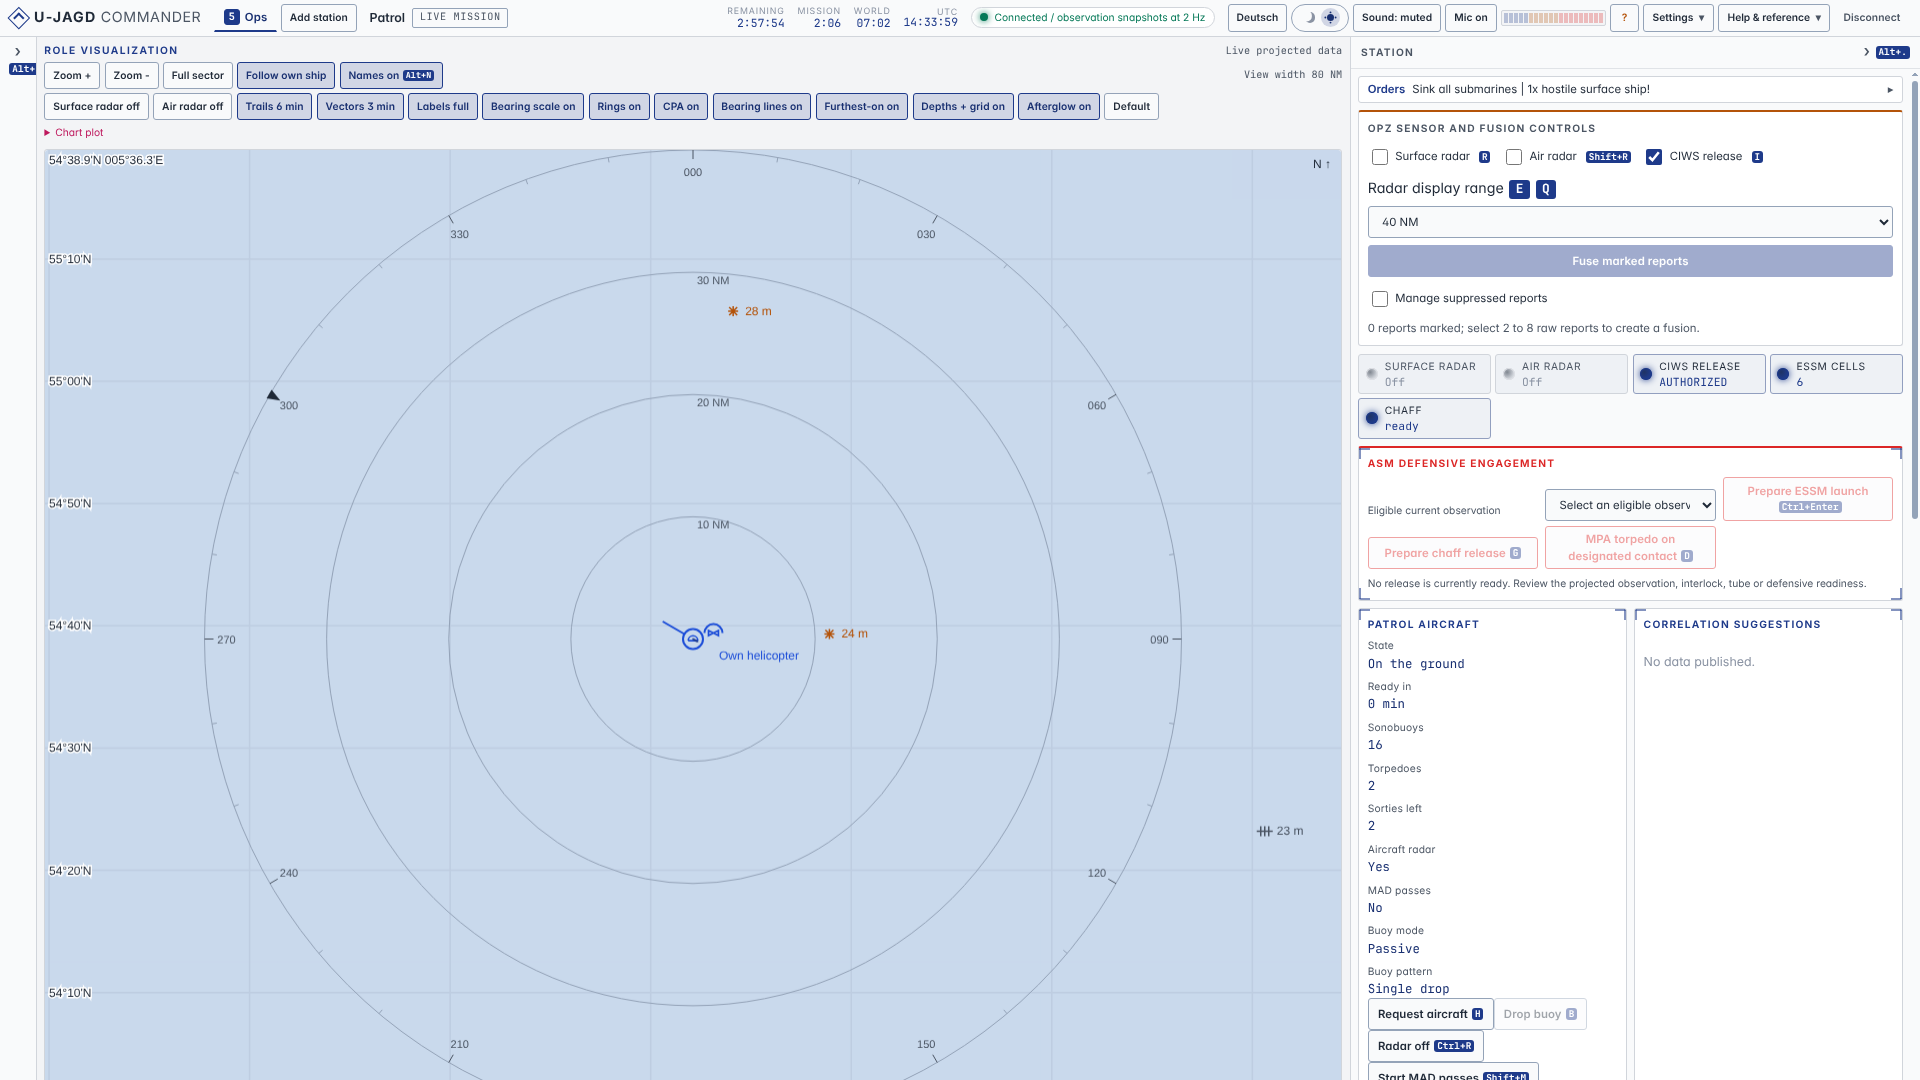 U-JAGD COMMANDER
5 Ops
Add station
Patrol
LIVE MISSION
REMAINING
2:57:54
MISSION
2:06
WORLD
07:02
UTC
14:33:59
Connected / observation snapshots at 2 Hz
Deutsch
Sound: muted
Mic on
?
Settings ▾
Help & reference ▾
Disconnect
Alt+
ROLE VISUALIZATION
Live projected data
Zoom +
Zoom -
Full sector
Follow own ship
Names on Alt+N
View width 80 NM
Surface radar off
Air radar off
Trails 6 min
Vectors 3 min
Labels full
Bearing scale on
Rings on
CPA on
Bearing lines on
Furthest-on on
Depths + grid on
Afterglow on
Default
▸ Chart plot
54°38.9'N 005°36.3'E
N ↑
000
330
030
55°10'N
30 NM
28 m
55°00'N
300
20 NM
060
54°50'N
10 NM
54°40'N
270
24 m
090
Own helicopter
54°30'N
23 m
54°20'N
240
120
54°10'N
210
150
STATION
Alt+.
Orders Sink all submarines | 1x hostile surface ship!
OPZ SENSOR AND FUSION CONTROLS
Surface radar R
Air radar Shift+R
CIWS release I
Radar display range E Q
40 NM
Fuse marked reports
Manage suppressed reports
0 reports marked; select 2 to 8 raw reports to create a fusion.
SURFACE RADAR
Off
AIR RADAR
Off
CIWS RELEASE
AUTHORIZED
ESSM CELLS
6
CHAFF
ready
ASM DEFENSIVE ENGAGEMENT
Eligible current observation
Select an eligible observ
Prepare ESSM launch
Ctrl+Enter
Prepare chaff release G
MPA torpedo on
designated contact D
No release is currently ready. Review the projected observation, interlock, tube or defensive readiness.
PATROL AIRCRAFT
State
On the ground
Ready in
0 min
Sonobuoys
16
Torpedoes
2
Sorties left
2
Aircraft radar
Yes
MAD passes
No
Buoy mode
Passive
Buoy pattern
Single drop
Request aircraft H
Drop buoy B
Radar off Ctrl+R
Start MAD passes Shift+M
CORRELATION SUGGESTIONS
No data published.